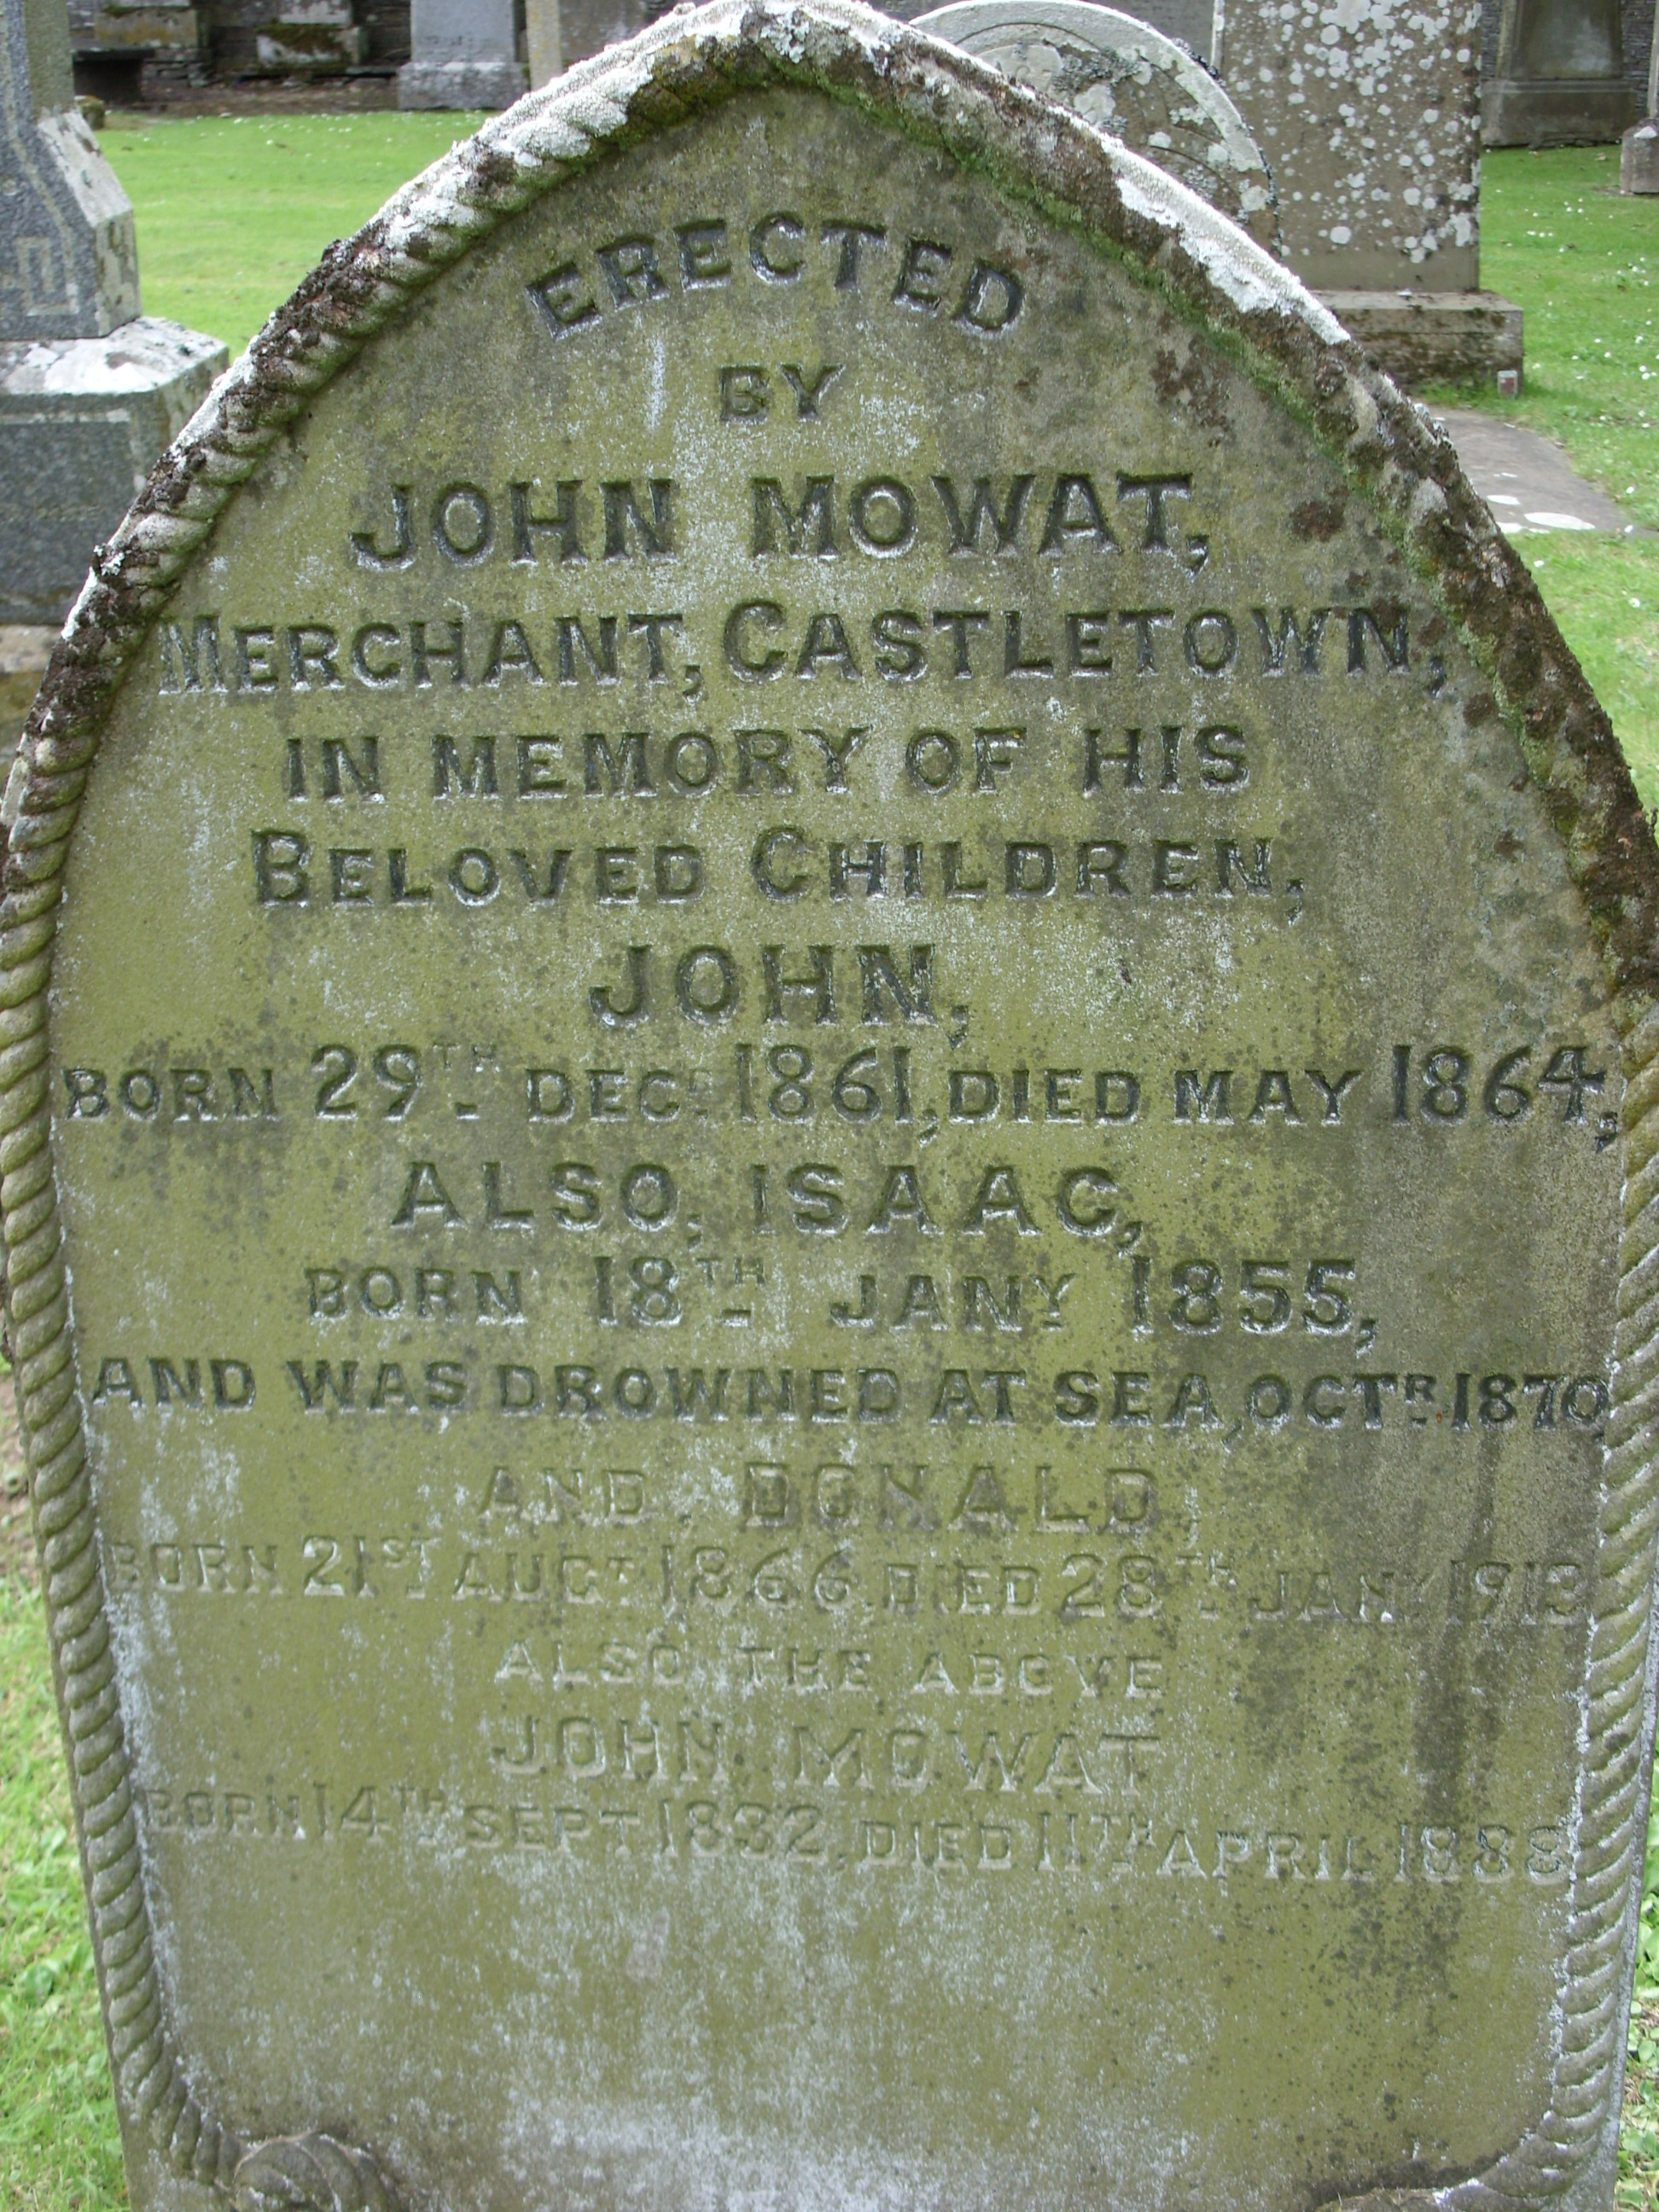 ERECTED
BY
JOHN MOWAT,
MERCHANT, CASTLETOWN,
IN MEMORY OF HIS
BELOVED CHILDREN,
JOHN,
BORN 29TH DECR 1861, DIED MAY 1864,
ALSO, ISAAC,
BORN 18TH JANY 1855,
AND WAS DROWNED AT SEA, OCTR 1870,
AND, DONALD,
BORN 21ST AUGT 1866, DIED 28TH JANY 1913
ALSO THE ABOVE
JOHN MOWAT
BORN 14TH SEPT 1832, DIED 11TH APRIL 1888